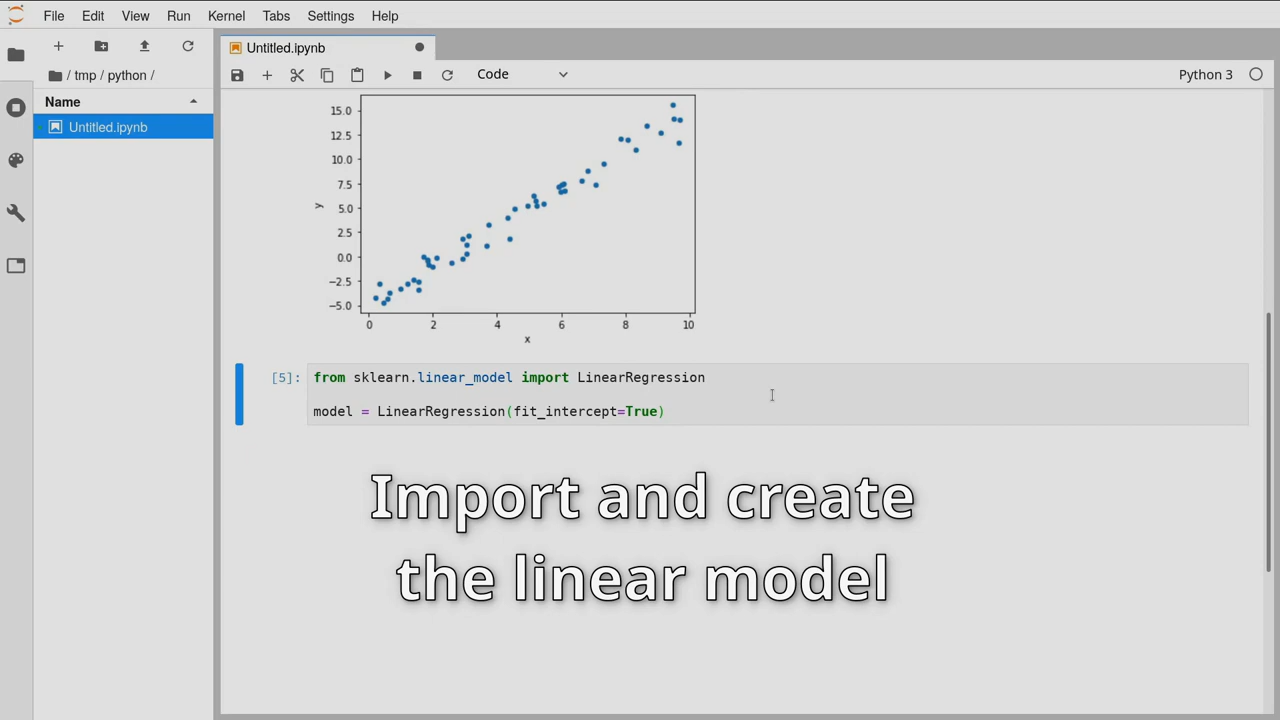 File Edit View Run Kernel Tabs Settings Help
/ tmp / python /
Name
Untitled.ipynb
Untitled.ipynb
Code
Python 3
15.0
12.5
10.0
7.5
5.0
2.5
0.0
−2.5
−5.0
y
0 2 4 6 8 10
x
[5]: from sklearn.linear_model import LinearRegression
model = LinearRegression(fit_intercept=True)
Import and create
the linear model